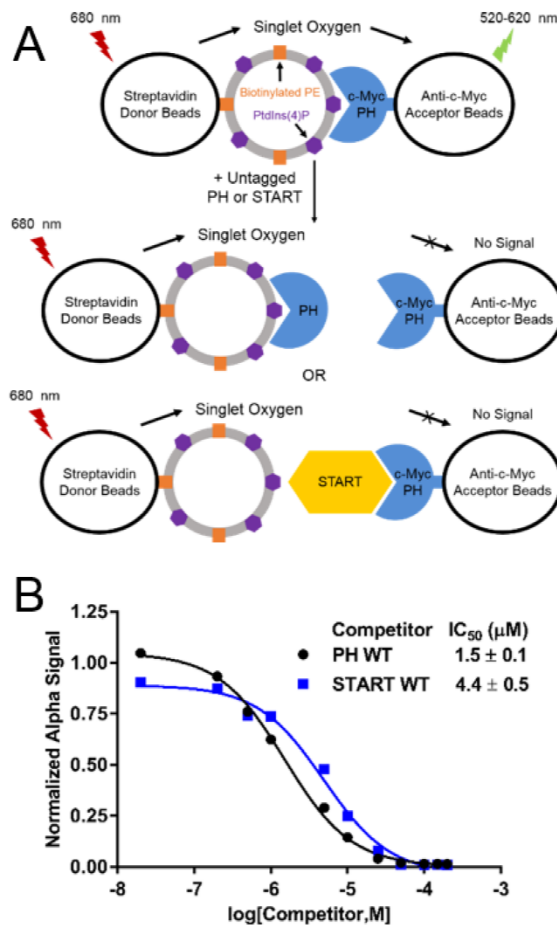 A
680 nm
Singlet Oxygen
520-620 nm
Streptavidin
Donor Beads
Biotinylated PE
PtdIns(4)P
c-Myc
PH
Anti-c-Myc
Acceptor Beads
+ Untagged
PH or START
680 nm
Singlet Oxygen
No Signal
Streptavidin
Donor Beads
PH
c-Myc
PH
Anti-c-Myc
Acceptor Beads
OR
680 nm
Singlet Oxygen
No Signal
Streptavidin
Donor Beads
START
c-Myc
PH
Anti-c-Myc
Acceptor Beads
B
Normalized Alpha Signal
1.25
1.00
0.75
0.50
0.25
0.00
Competitor IC50 (μM)
PH WT 1.5 ± 0.1
START WT 4.4 ± 0.5
-8 -7 -6 -5 -4 -3
log[Competitor,M]